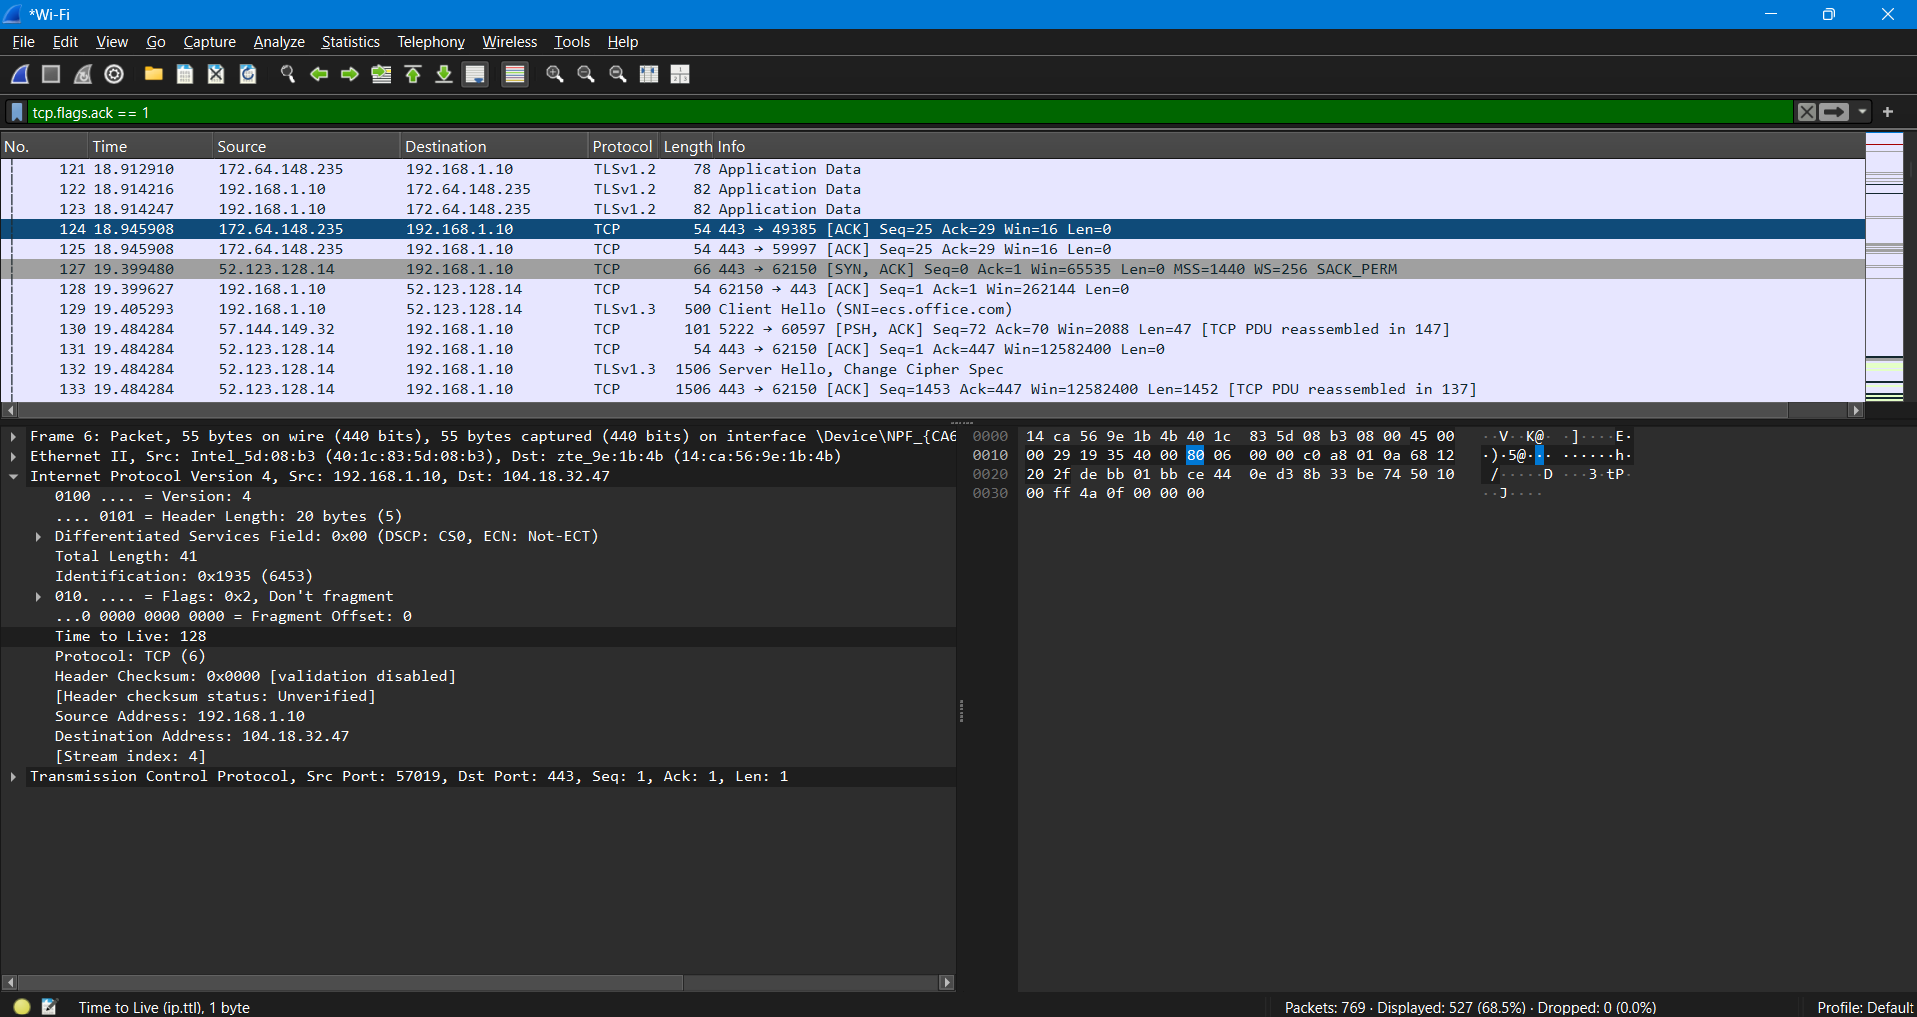 *Wi-Fi
File Edit View Go Capture Analyze Statistics Telephony Wireless Tools Help
tcp.flags.ack == 1
No. Time Source Destination Protocol Length Info
121 18.912910 172.64.148.235 192.168.1.10 TLSv1.2 78 Application Data
122 18.914216 192.168.1.10 172.64.148.235 TLSv1.2 82 Application Data
123 18.914247 192.168.1.10 172.64.148.235 TLSv1.2 82 Application Data
124 18.945908 172.64.148.235 192.168.1.10 TCP 54 443 → 49385 [ACK] Seq=25 Ack=29 Win=16 Len=0
125 18.945908 172.64.148.235 192.168.1.10 TCP 54 443 → 59997 [ACK] Seq=25 Ack=29 Win=16 Len=0
127 19.399480 52.123.128.14 192.168.1.10 TCP 66 443 → 62150 [SYN, ACK] Seq=0 Ack=1 Win=65535 Len=0 MSS=1440 WS=256 SACK_PERM
128 19.399627 192.168.1.10 52.123.128.14 TCP 54 62150 → 443 [ACK] Seq=1 Ack=1 Win=262144 Len=0
129 19.405293 192.168.1.10 52.123.128.14 TLSv1.3 500 Client Hello (SNI=ecs.office.com)
130 19.484284 57.144.149.32 192.168.1.10 TCP 101 5222 → 60597 [PSH, ACK] Seq=72 Ack=70 Win=2088 Len=47 [TCP PDU reassembled in 147]
131 19.484284 52.123.128.14 192.168.1.10 TCP 54 443 → 62150 [ACK] Seq=1 Ack=447 Win=12582400 Len=0
132 19.484284 52.123.128.14 192.168.1.10 TLSv1.3 1506 Server Hello, Change Cipher Spec
133 19.484284 52.123.128.14 192.168.1.10 TCP 1506 443 → 62150 [ACK] Seq=1453 Ack=447 Win=12582400 Len=1452 [TCP PDU reassembled in 137]
Frame 6: Packet, 55 bytes on wire (440 bits), 55 bytes captured (440 bits) on interface \Device\NPF_{CA6
Ethernet II, Src: Intel_5d:08:b3 (40:1c:83:5d:08:b3), Dst: zte_9e:1b:4b (14:ca:56:9e:1b:4b)
Internet Protocol Version 4, Src: 192.168.1.10, Dst: 104.18.32.47
0100 .... = Version: 4
.... 0101 = Header Length: 20 bytes (5)
Differentiated Services Field: 0x00 (DSCP: CS0, ECN: Not-ECT)
Total Length: 41
Identification: 0x1935 (6453)
010. .... = Flags: 0x2, Don't fragment
...0 0000 0000 0000 = Fragment Offset: 0
Time to Live: 128
Protocol: TCP (6)
Header Checksum: 0x0000 [validation disabled]
[Header checksum status: Unverified]
Source Address: 192.168.1.10
Destination Address: 104.18.32.47
[Stream index: 4]
Transmission Control Protocol, Src Port: 57019, Dst Port: 443, Seq: 1, Ack: 1, Len: 1
0000 14 ca 56 9e 1b 4b 40 1c 83 5d 08 b3 08 00 45 00 ··V··K@· ·]····E·
0010 00 29 19 35 40 00 80 06 00 00 c0 a8 01 0a 68 12 ·)·5@··· ······h·
0020 20 2f de bb 01 bb ce 44 0e d3 8b 33 be 74 50 10 /·····D ···3·tP·
0030 00 ff 4a 0f 00 00 00 ··J····
Time to Live (ip.ttl), 1 byte
Packets: 769 · Displayed: 527 (68.5%) · Dropped: 0 (0.0%)
Profile: Default